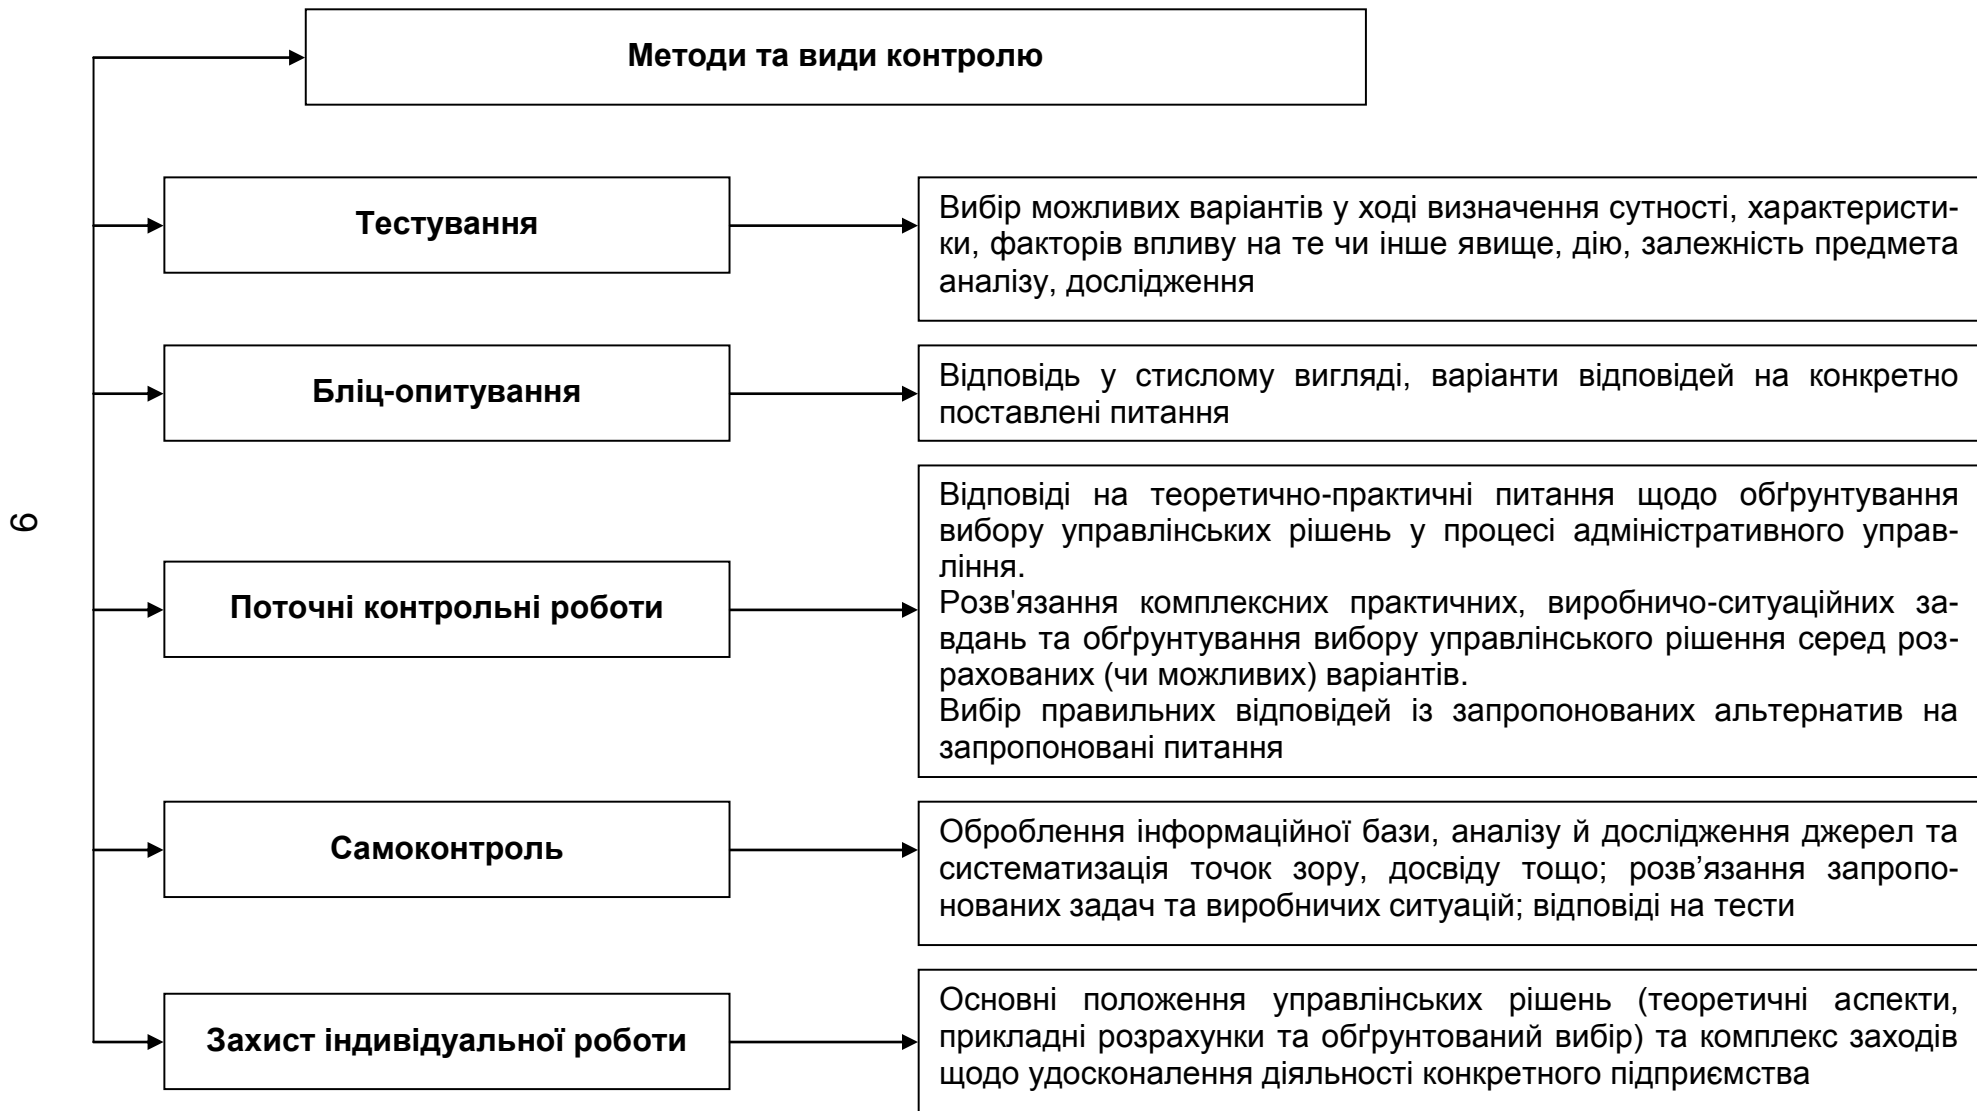 Методи та види контролю
Тестування
Вибір можливих варіантів у ході визначення сутності, характеристи-
ки, факторів впливу на те чи інше явище, дію, залежність предмета
аналізу, дослідження
Бліц-опитування
Відповідь у стислому вигляді, варіанти відповідей на конкретно
поставлені питання
Поточні контрольні роботи
Відповіді на теоретично-практичні питання щодо обґрунтування
вибору управлінських рішень у процесі адміністративного управ-
ління.
Розв'язання комплексних практичних, виробничо-ситуаційних за-
вдань та обґрунтування вибору управлінського рішення серед роз-
рахованих (чи можливих) варіантів.
Вибір правильних відповідей із запропонованих альтернатив на
запропоновані питання
Самоконтроль
Оброблення інформаційної бази, аналізу й дослідження джерел та
систематизація точок зору, досвіду тощо; розв’язання запропо-
нованих задач та виробничих ситуацій; відповіді на тести
Захист індивідуальної роботи
Основні положення управлінських рішень (теоретичні аспекти,
прикладні розрахунки та обґрунтований вибір) та комплекс заходів
щодо удосконалення діяльності конкретного підприємства
9